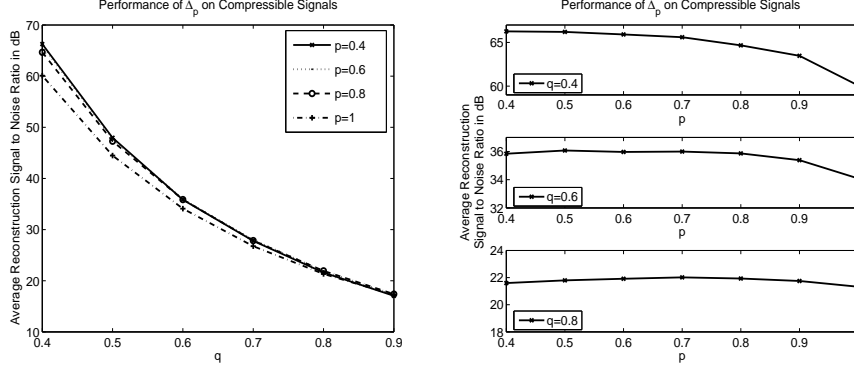 Performance of Δp on Compressible Signals
Average Reconstruction Signal to Noise Ratio in dB
70
60
50
40
30
20
10
0.4 0.5 0.6 0.7 0.8 0.9
q
p=0.4
p=0.6
p=0.8
p=1
Performance of Δp on Compressible Signals
Average Reconstruction
Signal to Noise Ratio in dB
65
60
q=0.4
0.4 0.5 0.6 0.7 0.8 0.9
p
36
34
32
q=0.6
0.4 0.5 0.6 0.7 0.8 0.9
p
24
22
20
18
q=0.8
0.4 0.5 0.6 0.7 0.8 0.9
p